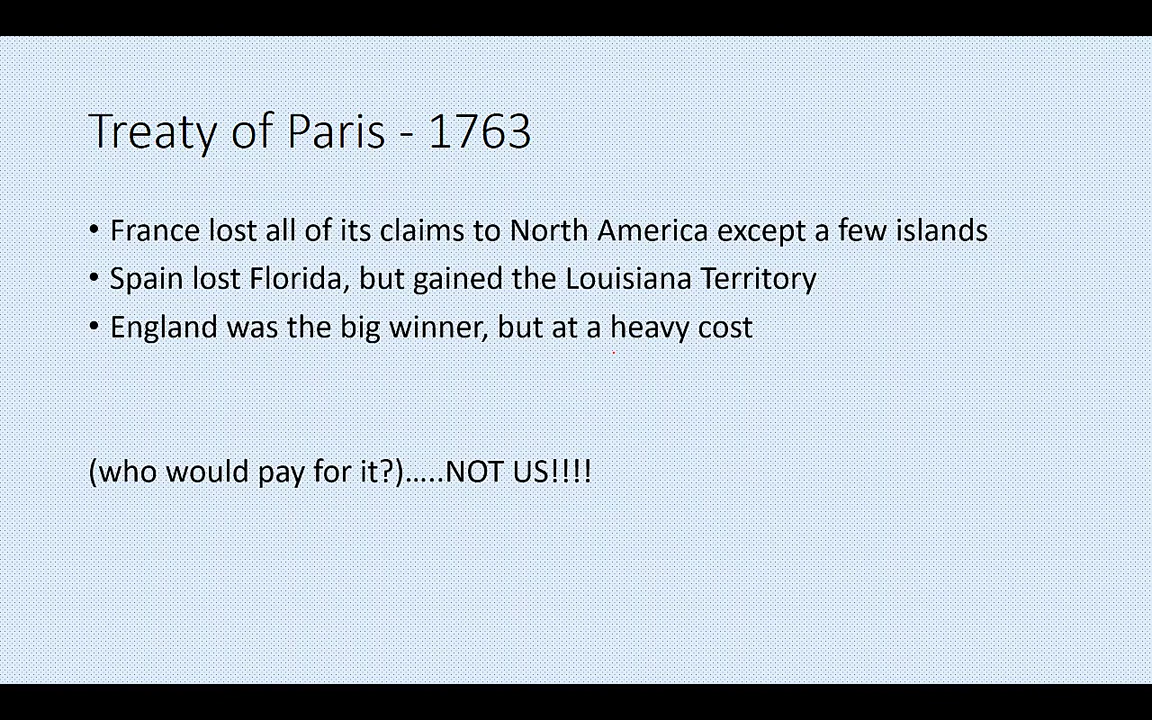 Treaty of Paris - 1763
• France lost all of its claims to North America except a few islands
• Spain lost Florida, but gained the Louisiana Territory
• England was the big winner, but at a heavy cost
(who would pay for it?)…..NOT US!!!!